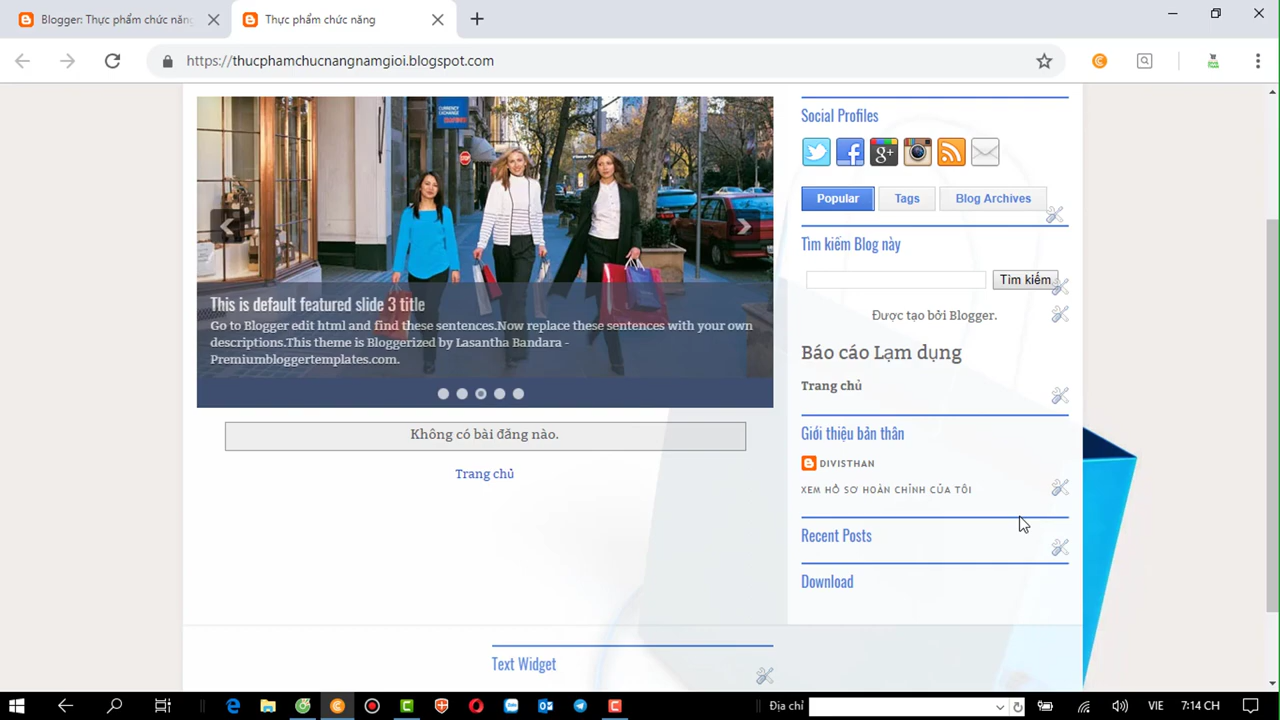 Blogger: Thực phẩm chức năng
Thực phẩm chức năng
https://thucphamchucnangnamgioi.blogspot.com
CURRENCY EXCHANGE
Social Profiles
Popular
Tags
Blog Archives
Tìm kiếm Blog này
Tìm kiếm
Được tạo bởi Blogger.
Báo cáo Lạm dụng
Trang chủ
Giới thiệu bản thân
DIVISTHAN
XEM HỒ SƠ HOÀN CHỈNH CỦA TÔI
Recent Posts
Download
This is default featured slide 3 title
Go to Blogger edit html and find these sentences.Now replace these sentences with your own
descriptions.This theme is Bloggerized by Lasantha Bandara -
Premiumbloggertemplates.com.
Không có bài đăng nào.
Trang chủ
Text Widget
Địa chỉ
VIE
7:14 CH